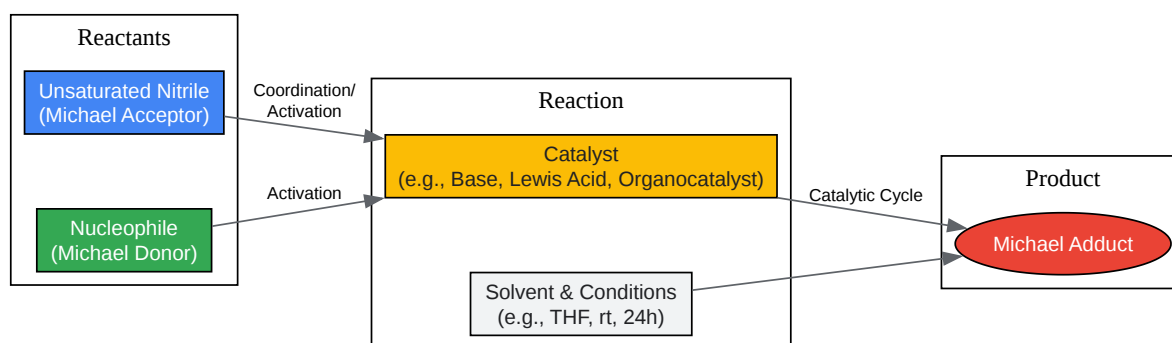 Reactants
Unsaturated Nitrile
(Michael Acceptor)
Nucleophile
(Michael Donor)
Coordination/
Activation
Activation
Reaction
Catalyst
(e.g., Base, Lewis Acid, Organocatalyst)
Solvent & Conditions
(e.g., THF, rt, 24h)
Catalytic Cycle
Product
Michael Adduct